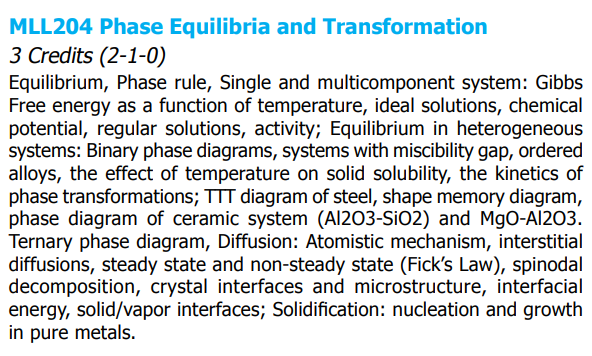 MLL204 Phase Equilibria and Transformation
3 Credits (2-1-0)
Equilibrium, Phase rule, Single and multicomponent system: Gibbs
Free energy as a function of temperature, ideal solutions, chemical
potential, regular solutions, activity; Equilibrium in heterogeneous
systems: Binary phase diagrams, systems with miscibility gap, ordered
alloys, the effect of temperature on solid solubility, the kinetics of
phase transformations; TTT diagram of steel, shape memory diagram,
phase diagram of ceramic system (Al2O3-SiO2) and MgO-Al2O3.
Ternary phase diagram, Diffusion: Atomistic mechanism, interstitial
diffusions, steady state and non-steady state (Fick’s Law), spinodal
decomposition, crystal interfaces and microstructure, interfacial
energy, solid/vapor interfaces; Solidification: nucleation and growth
in pure metals.